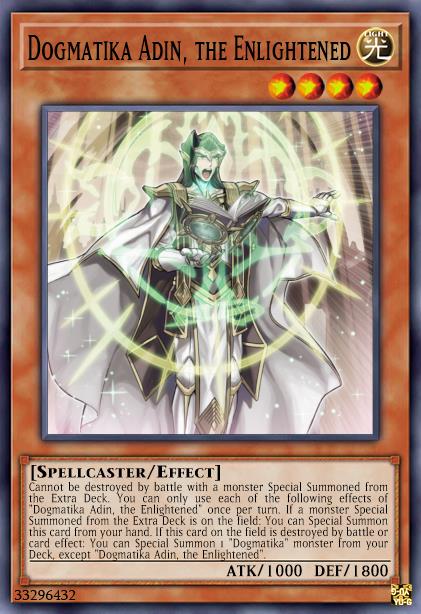 Dogmatika Adin, the Enlightened
LIGHT
光
[Spellcaster/Effect]
Cannot be destroyed by battle with a monster Special Summoned from
the Extra Deck. You can only use each of the following effects of
"Dogmatika Adin, the Enlightened" once per turn. If a monster Special
Summoned from the Extra Deck is on the field: You can Special Summon
this card from your hand. If this card on the field is destroyed by battle or
card effect: You can Special Summon 1 "Dogmatika" monster from your
Deck, except "Dogmatika Adin, the Enlightened".
ATK/1000 DEF/1800
33296432